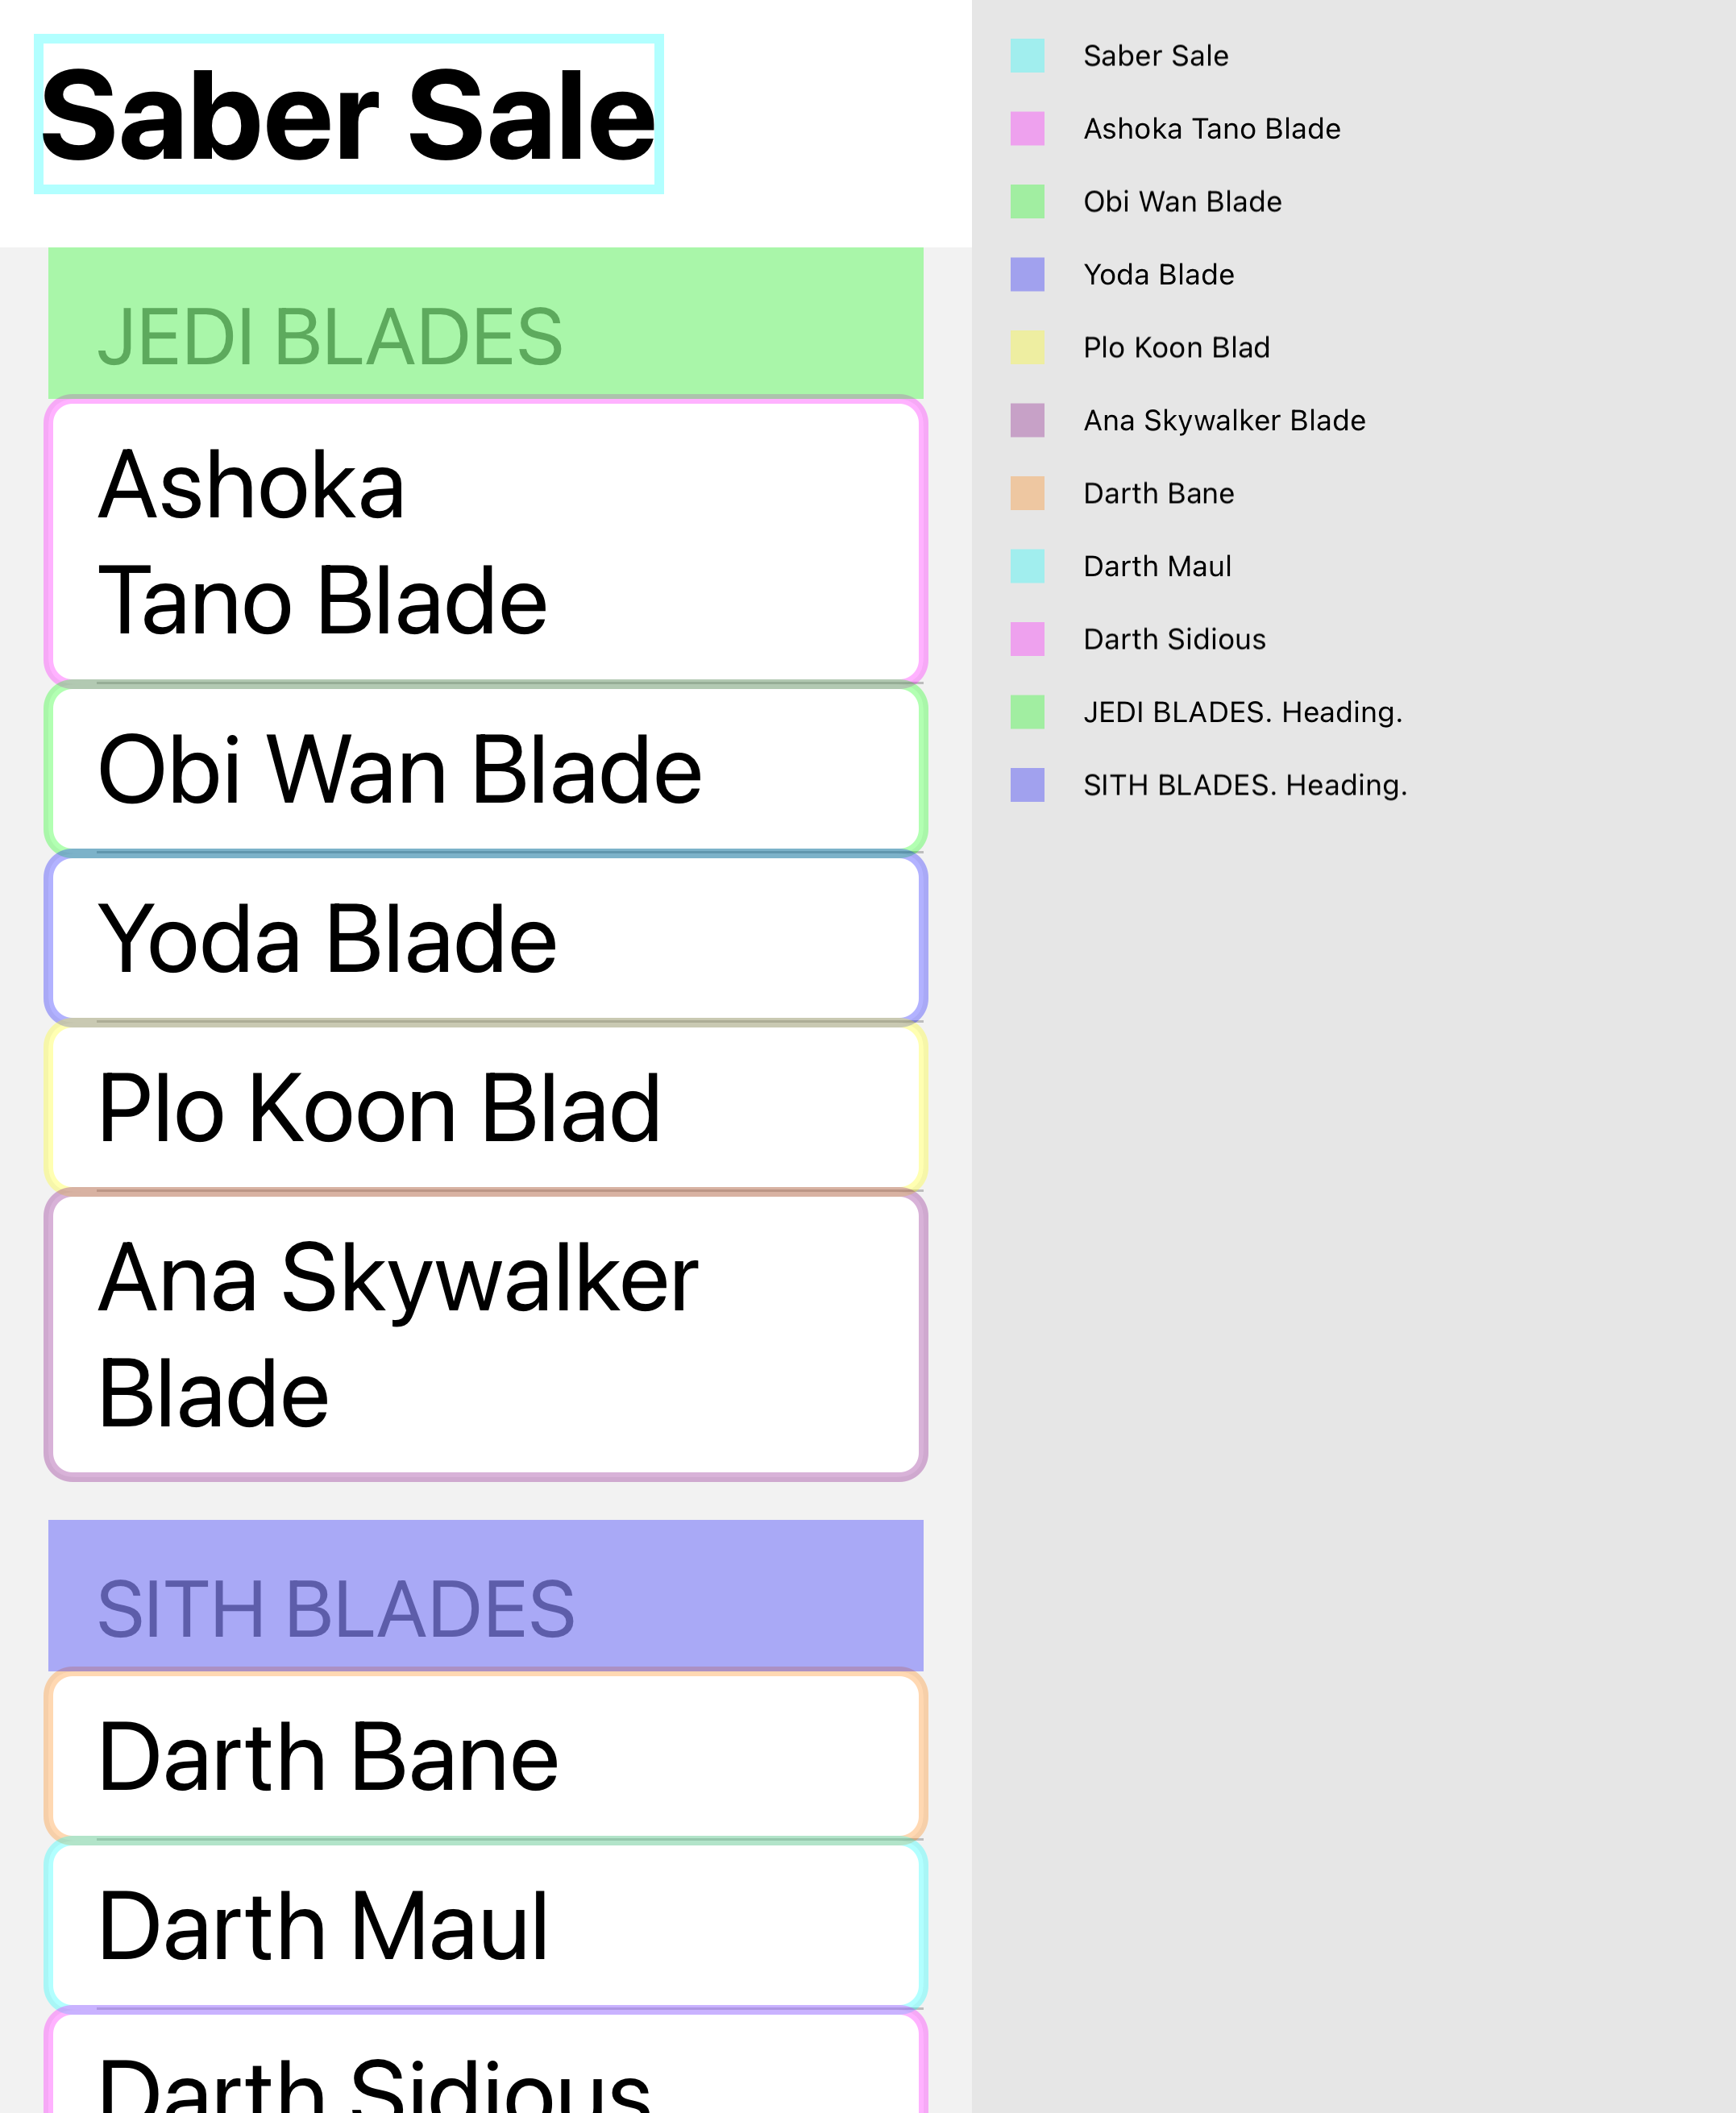 Saber Sale
JEDI BLADES
Ashoka
Tano Blade
Obi Wan Blade
Yoda Blade
Plo Koon Blad
Ana Skywalker
Blade
SITH BLADES
Darth Bane
Darth Maul
Darth Sidious
Saber Sale
Ashoka Tano Blade
Obi Wan Blade
Yoda Blade
Plo Koon Blad
Ana Skywalker Blade
Darth Bane
Darth Maul
Darth Sidious
JEDI BLADES. Heading.
SITH BLADES. Heading.